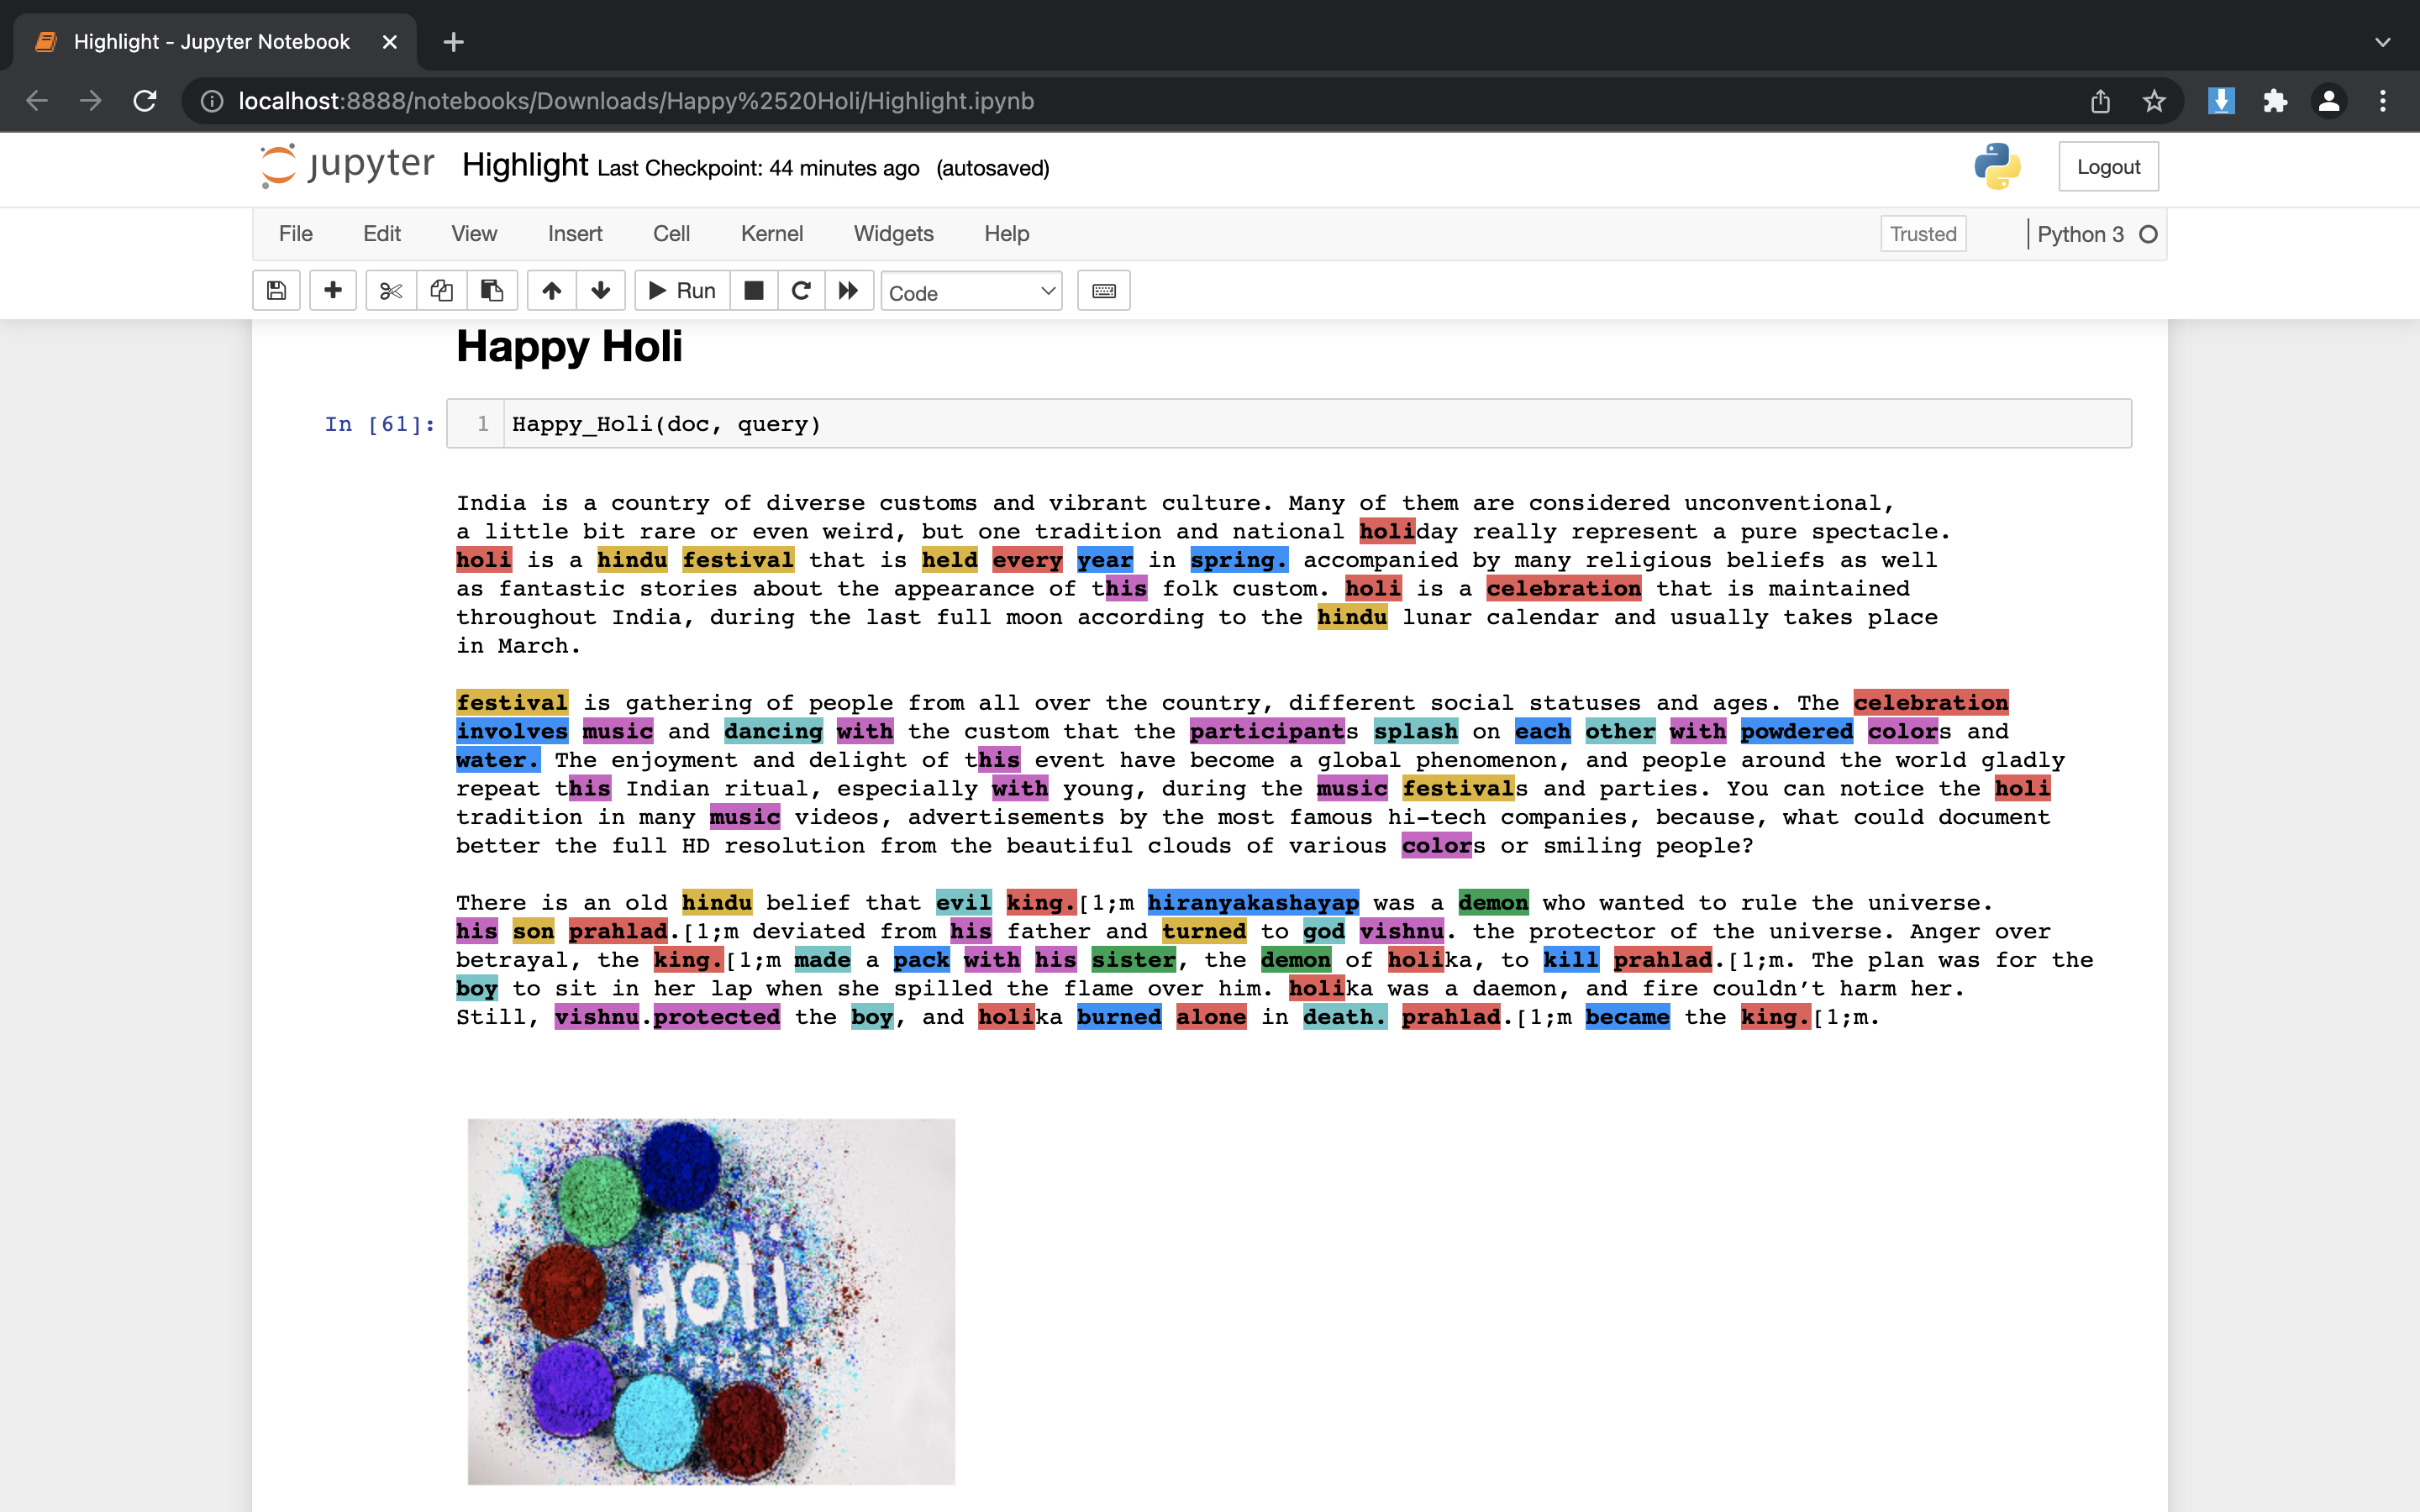 Highlight - Jupyter Notebook
localhost:8888/notebooks/Downloads/Happy%2520Holi/Highlight.ipynb
jupyter Highlight Last Checkpoint: 44 minutes ago (autosaved) Logout
File Edit View Insert Cell Kernel Widgets Help Trusted Python 3
Run Code
Happy Holi
In [61]: 1 Happy_Holi(doc, query)
India is a country of diverse customs and vibrant culture. Many of them are considered unconventional,
a little bit rare or even weird, but one tradition and national holiday really represent a pure spectacle.
holi is a hindu festival that is held every year in spring. accompanied by many religious beliefs as well
as fantastic stories about the appearance of this folk custom. holi is a celebration that is maintained
throughout India, during the last full moon according to the hindu lunar calendar and usually takes place
in March.
festival is gathering of people from all over the country, different social statuses and ages. The celebration
involves music and dancing with the custom that the participants splash on each other with powdered colors and
water. The enjoyment and delight of this event have become a global phenomenon, and people around the world gladly
repeat this Indian ritual, especially with young, during the music festivals and parties. You can notice the holi
tradition in many music videos, advertisements by the most famous hi-tech companies, because, what could document
better the full HD resolution from the beautiful clouds of various colors or smiling people?
There is an old hindu belief that evil king.[1;m hiranyakashayap was a demon who wanted to rule the universe.
his son prahlad.[1;m deviated from his father and turned to god vishnu. the protector of the universe. Anger over
betrayal, the king.[1;m made a pack with his sister, the demon of holika, to kill prahlad.[1;m. The plan was for the
boy to sit in her lap when she spilled the flame over him. holika was a daemon, and fire couldn’t harm her.
Still, vishnu.protected the boy, and holika burned alone in death. prahlad.[1;m became the king.[1;m.
Holi